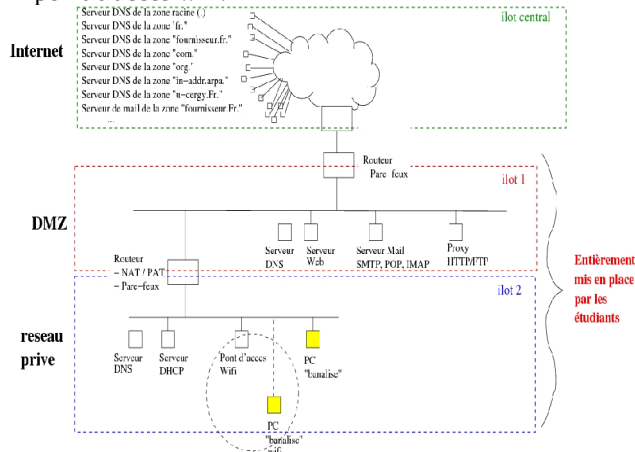 Serveur DNS de la zone racine (.)
Serveur DNS de la zone `fr."
Serveur DNS de la zone "fournisseur.fr."
Serveur DNS de la zone "com."
Serveur DNS de la zone "org."
Serveur DNS de la zone "in-addr.arpa."
Serveur DNS de la zone "u-cergy.Fr."
Serveur de mail de la zone "fournisseur.Fr."
...
ilot central
Internet
Routeur
Pare-feux
ilot 1
DMZ
Serveur
DNS
Serveur
Web
Serveur Mail
SMTP, POP, IMAP
Proxy
HTTP/FTP
Routeur
- NAT / PAT
- Pare-feux
Entièrement
mis en place
par les
étudiants
ilot 2
reseau
prive
Serveur
DNS
Serveur
DHCP
Pont d'acces
Wifi
PC
"banalise"
PC
"banalise"
wifi